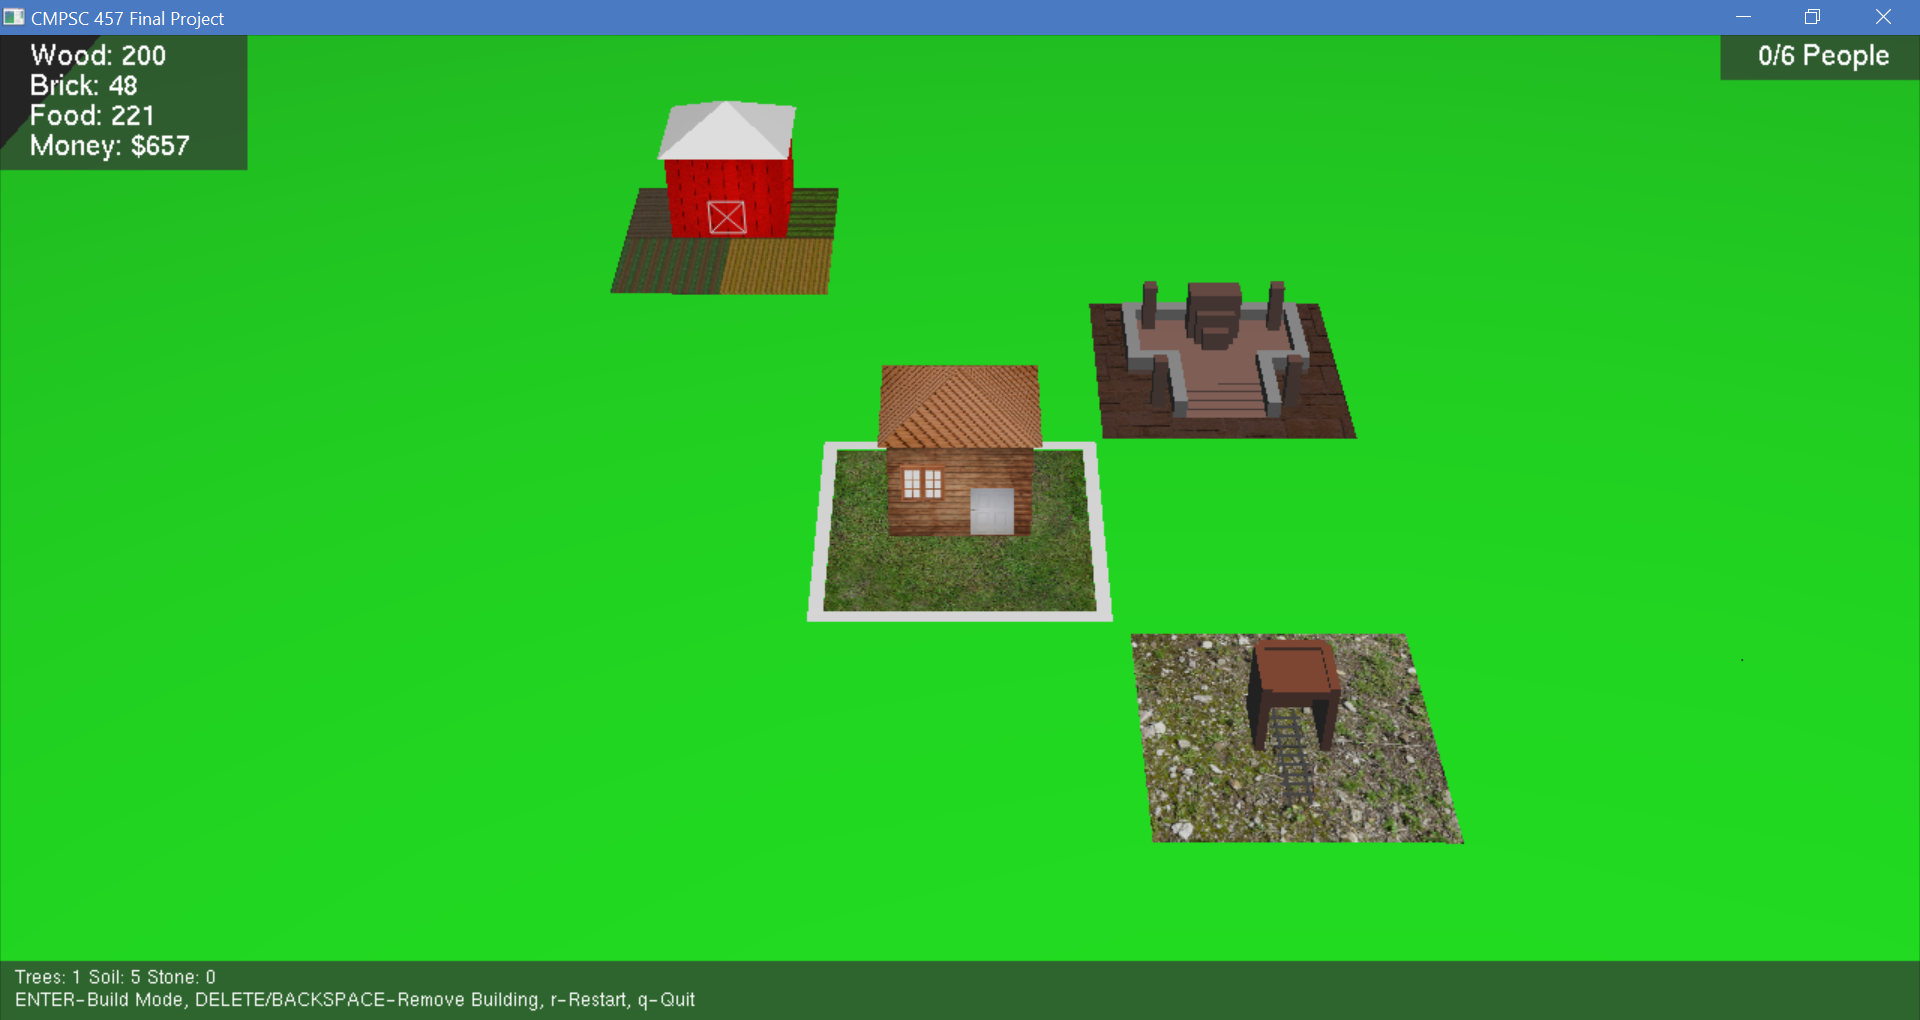 CMPSC 457 Final Project
Wood: 200
Brick: 48
Food: 221
Money: $657
0/6 People
Trees: 1 Soil: 5 Stone: 0
ENTER-Build Mode, DELETE/BACKSPACE-Remove Building, r-Restart, q-Quit